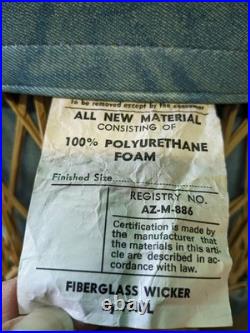 to be removed except by the consumer
ALL NEW MATERIAL
CONSISTING OF
100% POLYURETHANE
FOAM
Finished Size
REGISTRY NO.
AZ-M-886
Certification is made by
the manufacturer that
the materials in this arti-
cle are described in ac-
cordance with law.
FIBERGLASS WICKER